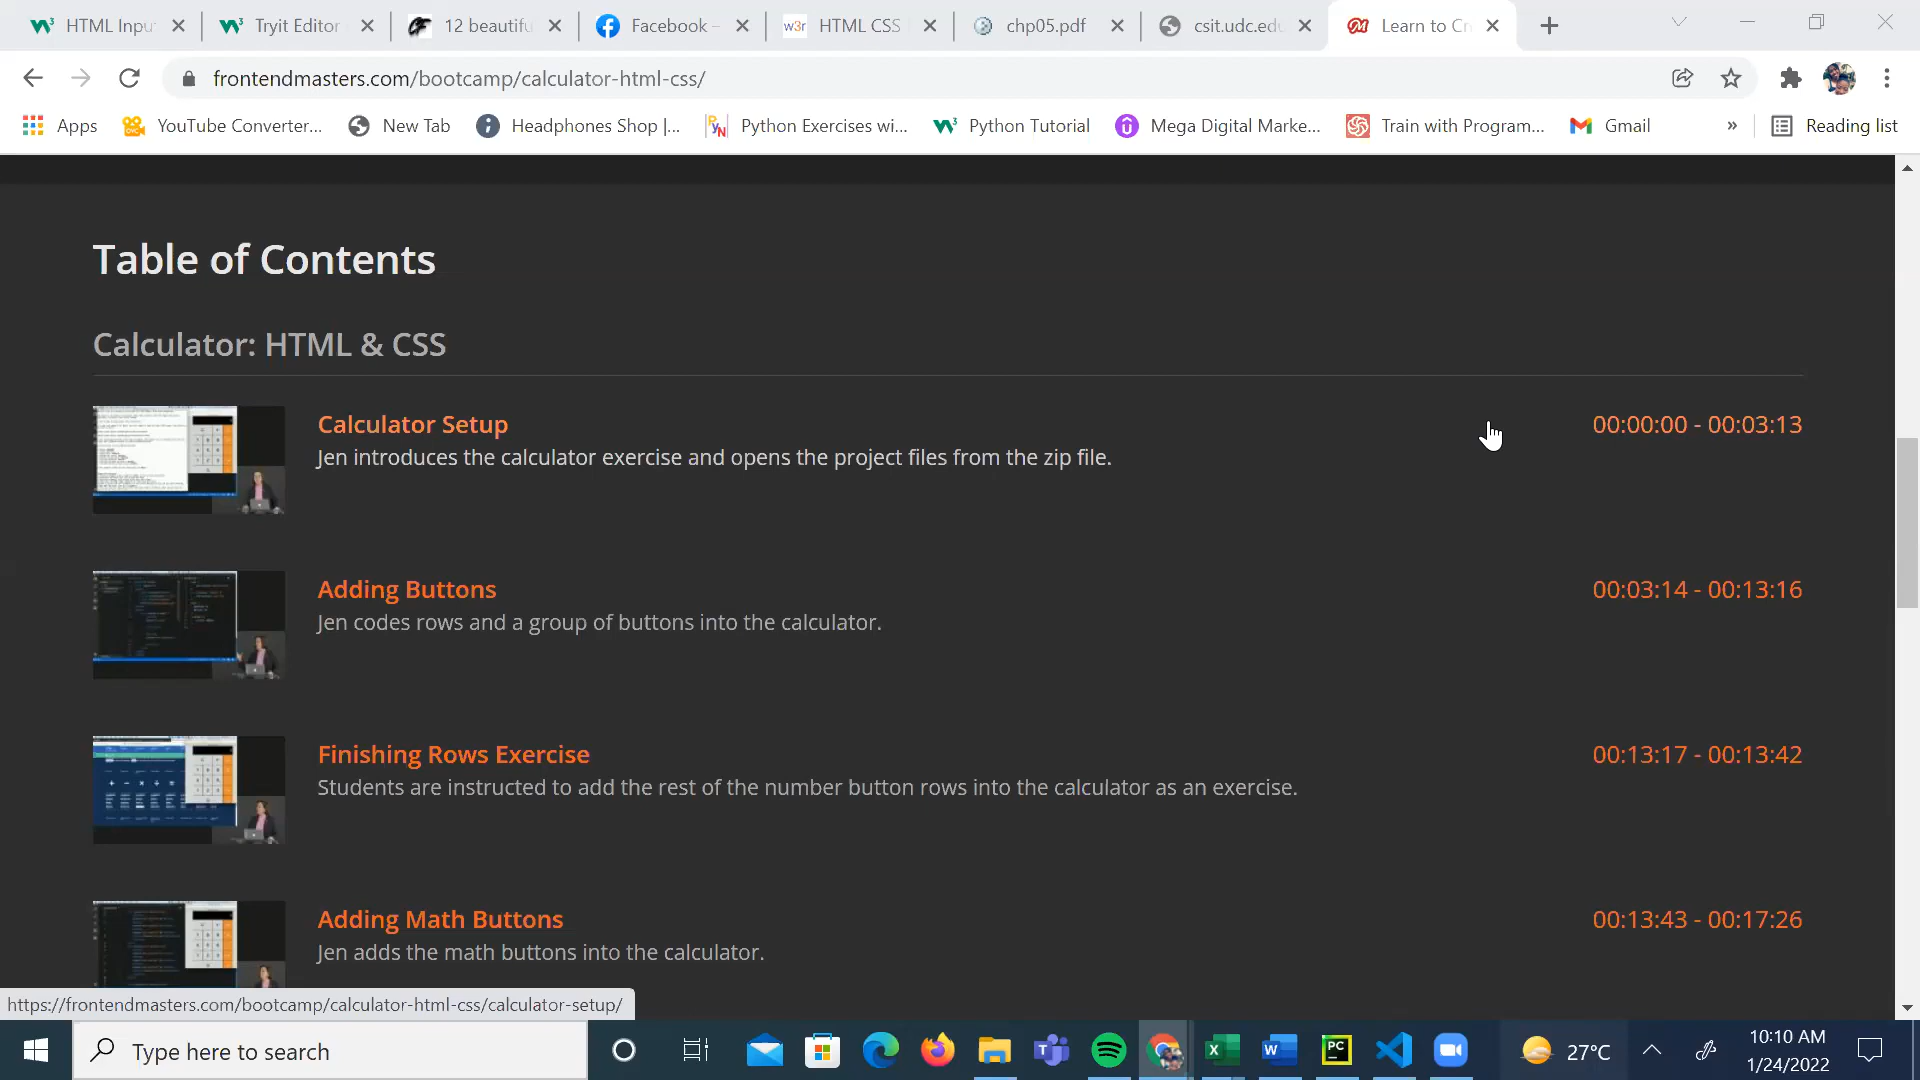 HTML Inpu
Tryit Editor
12 beautifu
Facebook –
w3r HTML CSS
chp05.pdf
csit.udc.edu
Learn to Cr
frontendmasters.com/bootcamp/calculator-html-css/
Apps
YouTube Converter...
New Tab
Headphones Shop |...
Python Exercises wi...
Python Tutorial
Mega Digital Marke...
Train with Program...
Gmail
»
Reading list
Table of Contents
Calculator: HTML & CSS
Calculator Setup
00:00:00 - 00:03:13
Jen introduces the calculator exercise and opens the project files from the zip file.
Adding Buttons
00:03:14 - 00:13:16
Jen codes rows and a group of buttons into the calculator.
Finishing Rows Exercise
00:13:17 - 00:13:42
Students are instructed to add the rest of the number button rows into the calculator as an exercise.
Adding Math Buttons
00:13:43 - 00:17:26
Jen adds the math buttons into the calculator.
https://frontendmasters.com/bootcamp/calculator-html-css/calculator-setup/
Type here to search
27°C
10:10 AM
1/24/2022